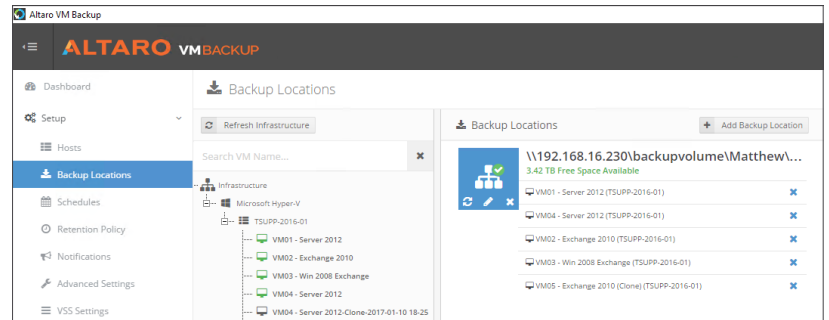 Altaro VM Backup
ALTARO VMBACKUP
Dashboard
Setup
Hosts
Backup Locations
Schedules
Retention Policy
Notifications
Advanced Settings
VSS Settings
Backup Locations
Refresh Infrastructure
Search VM Name...
Infrastructure
Microsoft Hyper-V
TSUPP-2016-01
VM01 - Server 2012
VM02 - Exchange 2010
VM03 - Win 2008 Exchange
VM04 - Server 2012
VM04 - Server 2012-Clone-2017-01-10 18-25
Backup Locations
Add Backup Location
\\192.168.16.230\backupvolume\Matthew\...
3.42 TB Free Space Available
VM01 - Server 2012 (TSUPP-2016-01)
VM04 - Server 2012 (TSUPP-2016-01)
VM02 - Exchange 2010 (TSUPP-2016-01)
VM03 - Win 2008 Exchange (TSUPP-2016-01)
VM05 - Exchange 2010 (Clone) (TSUPP-2016-01)